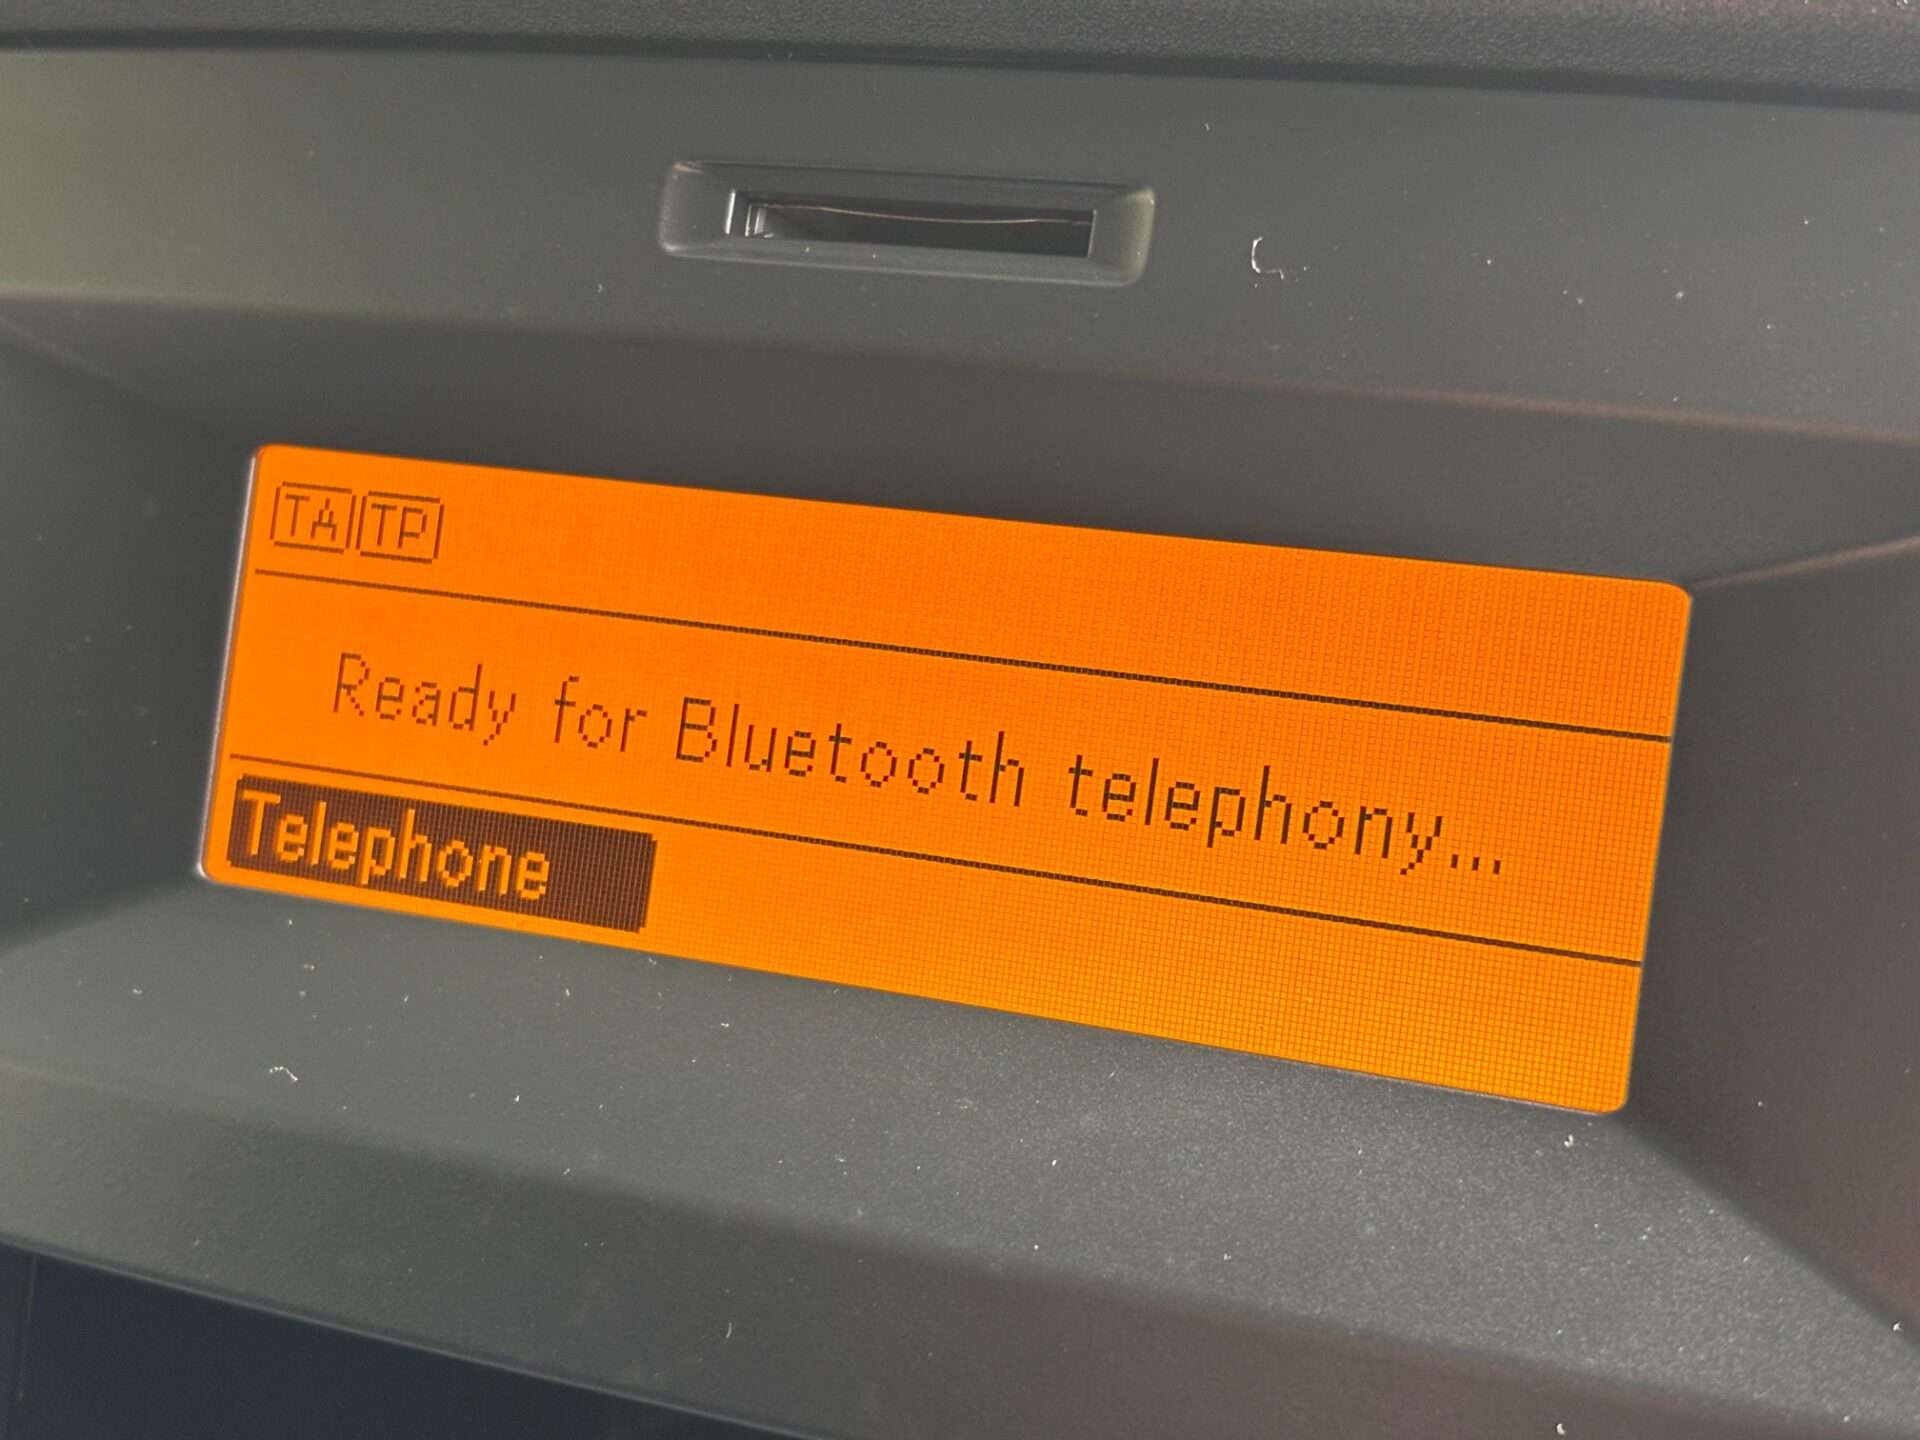 TA TP
Ready for Bluetooth telephony...
Telephone